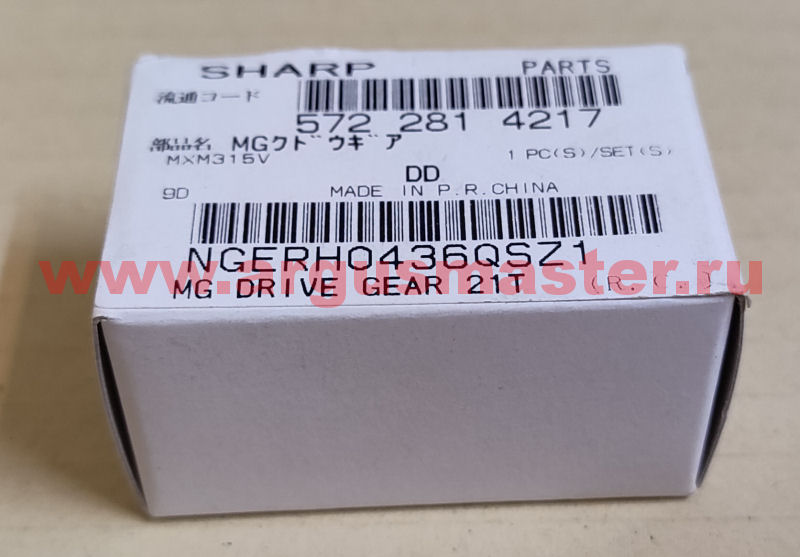 SHARP PARTS
流通コード
572 281 4217
部品名 MGクドウギア
MXM315V 1 PC(S)/SET(S)
DD
9D MADE IN P.R.CHINA
NGERH0436QSZ1
www.argusmaster.ru
MG DRIVE GEAR 21T (R.C.)